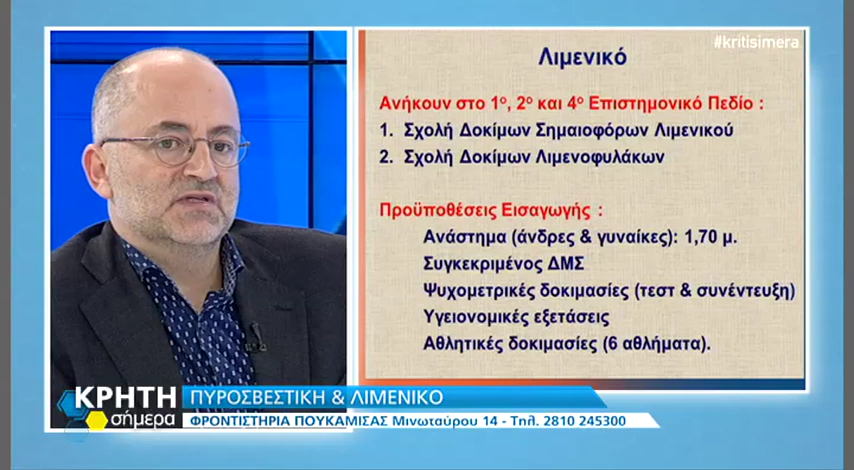 #kritisimera
Λιμενικό
Ανήκουν στο 1ο, 2ο και 4ο Επιστημονικό Πεδίο :
1. Σχολή Δοκίμων Σημαιοφόρων Λιμενικού
2. Σχολή Δοκίμων Λιμενοφυλάκων
Προϋποθέσεις Εισαγωγής :
Ανάστημα (άνδρες & γυναίκες): 1,70 μ.
Συγκεκριμένος ΔΜΣ
Ψυχομετρικές δοκιμασίες (τεστ & συνέντευξη)
Υγειονομικές εξετάσεις
Αθλητικές δοκιμασίες (6 αθλήματα).
ΚΡΗΤΗ
σήμερα
ΠΥΡΟΣΒΕΣΤΙΚΗ & ΛΙΜΕΝΙΚΟ
ΦΡΟΝΤΙΣΤΗΡΙΑ ΠΟΥΚΑΜΙΣΑΣ Μινωταύρου 14 - Τηλ. 2810 245300